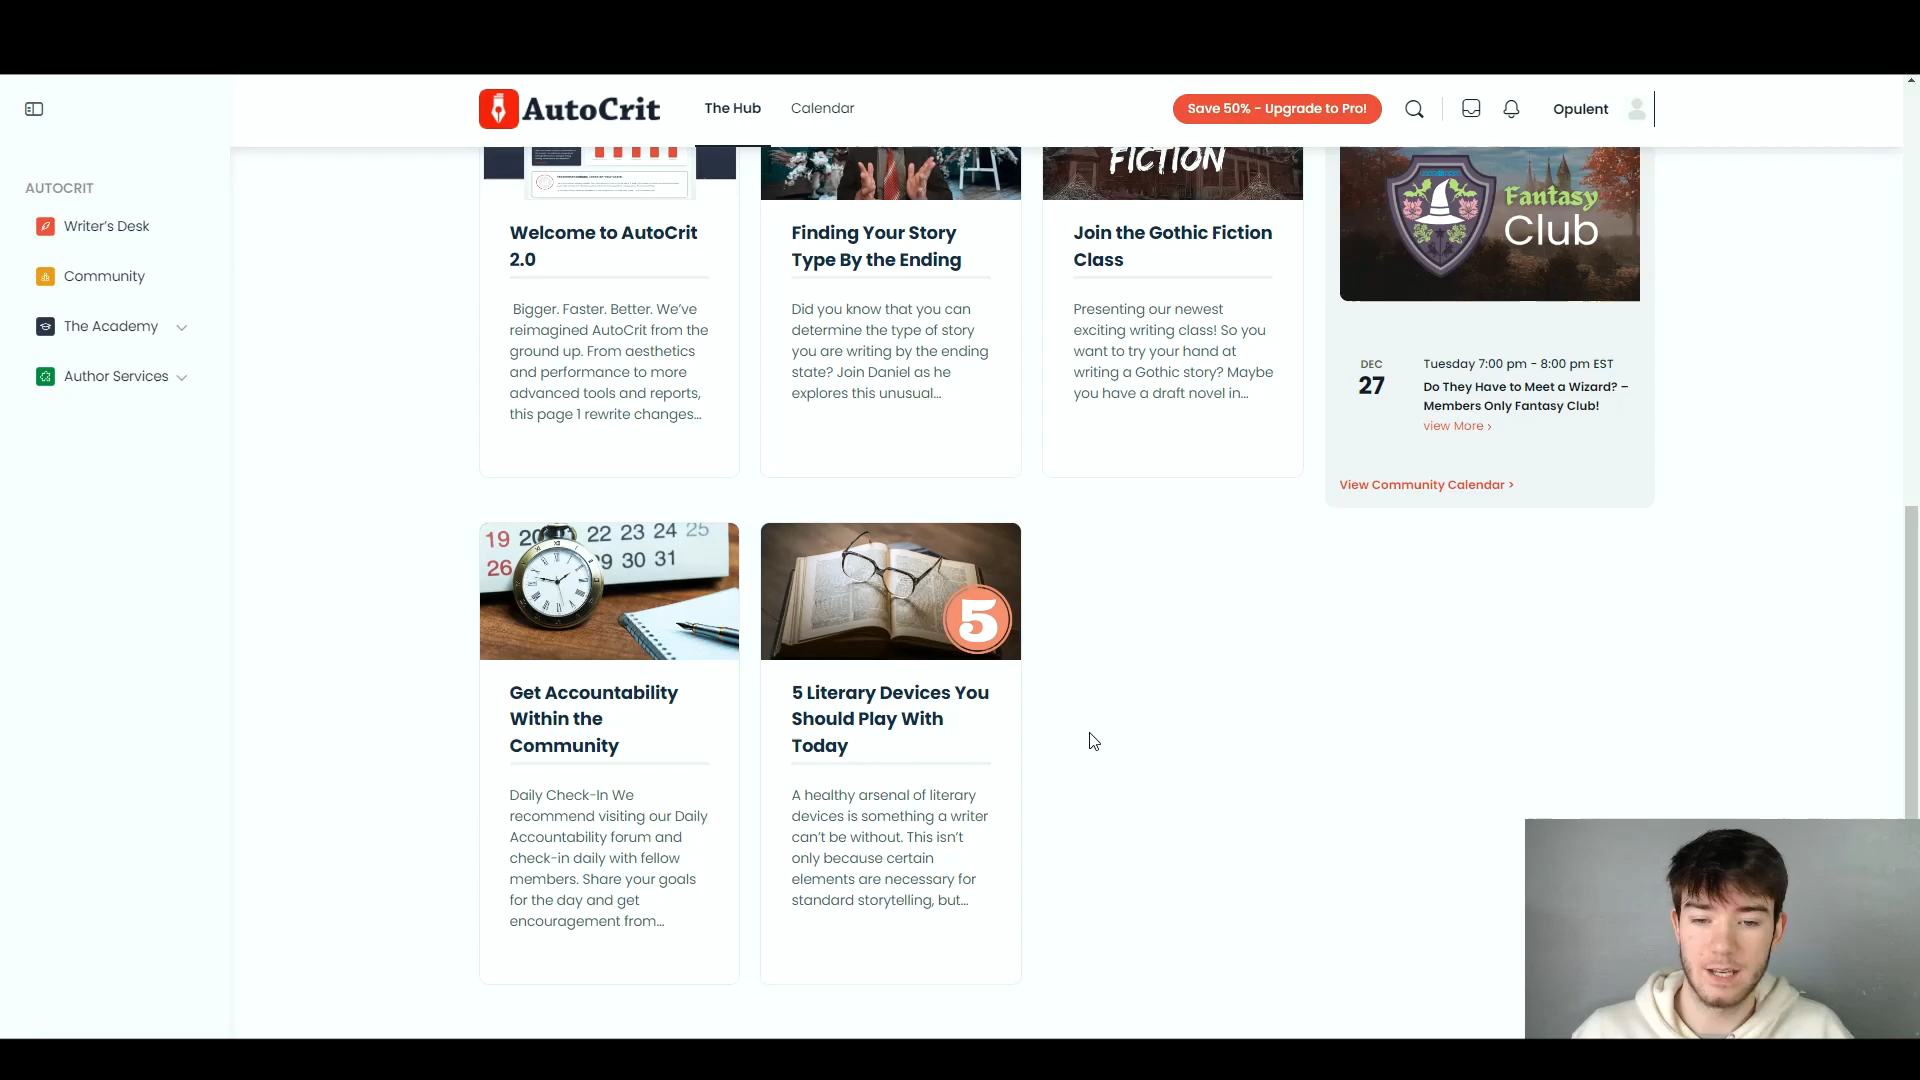 AutoCrit
The Hub
Calendar
Save 50% - Upgrade to Pro!
Opulent
AUTOCRIT
Writer's Desk
Community
The Academy
Author Services
FICTION
Fantasy
Club
Welcome to AutoCrit
2.0
Bigger. Faster. Better. We've
reimagined AutoCrit from the
ground up. From aesthetics
and performance to more
advanced tools and reports,
this page 1 rewrite changes...
Finding Your Story
Type By the Ending
Did you know that you can
determine the type of story
you are writing by the ending
state? Join Daniel as he
explores this unusual...
Join the Gothic Fiction
Class
Presenting our newest
exciting writing class! So you
want to try your hand at
writing a Gothic story? Maybe
you have a draft novel in...
DEC
27
Tuesday 7:00 pm - 8:00 pm EST
Do They Have to Meet a Wizard? –
Members Only Fantasy Club!
view More ›
View Community Calendar ›
19 20 22 23 24 25
26 29 30 31
5
Get Accountability
Within the
Community
Daily Check-In We
recommend visiting our Daily
Accountability forum and
check-in daily with fellow
members. Share your goals
for the day and get
encouragement from...
5 Literary Devices You
Should Play With
Today
A healthy arsenal of literary
devices is something a writer
can't be without. This isn't
only because certain
elements are necessary for
standard storytelling, but...